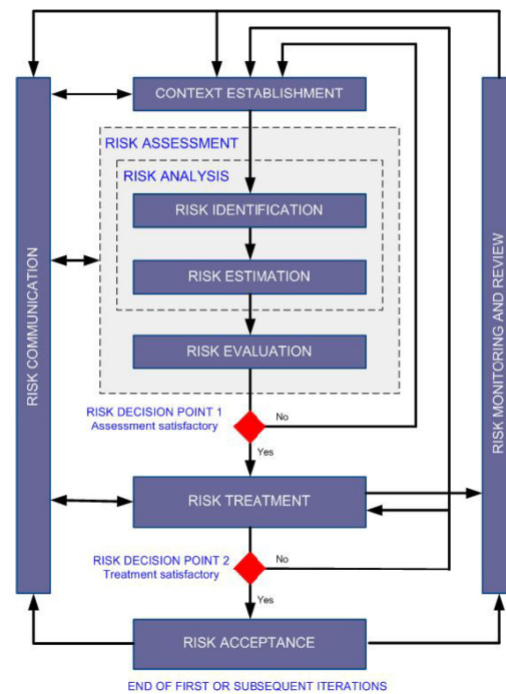 CONTEXT ESTABLISHMENT
RISK ASSESSMENT
RISK ANALYSIS
RISK IDENTIFICATION
RISK ESTIMATION
RISK EVALUATION
RISK COMMUNICATION
RISK MONITORING AND REVIEW
RISK DECISION POINT 1
Assessment satisfactory
No
Yes
RISK TREATMENT
RISK DECISION POINT 2
Treatment satisfactory
No
Yes
RISK ACCEPTANCE
END OF FIRST OR SUBSEQUENT ITERATIONS